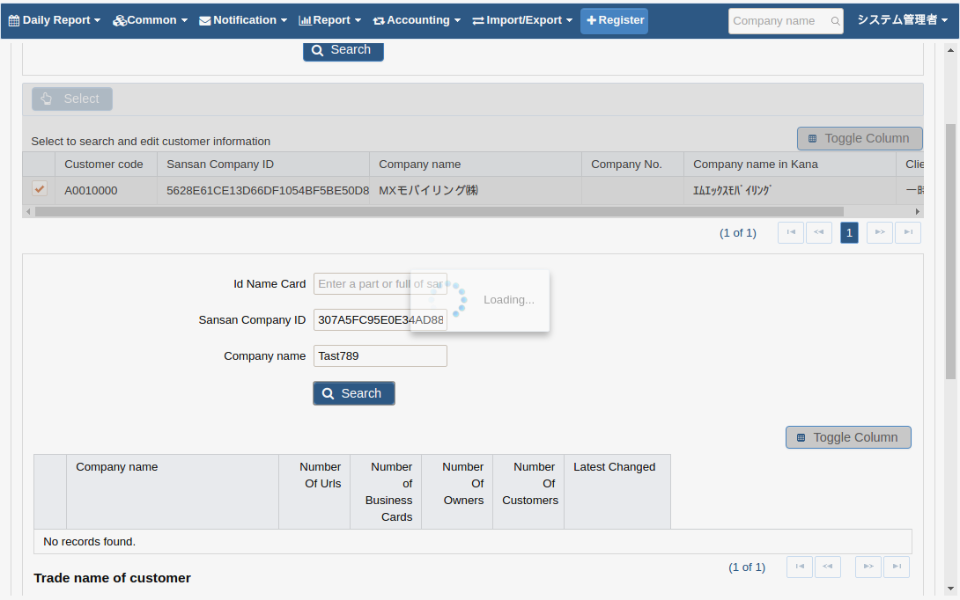 Daily Report Common Notification Report Accounting Import/Export Register Company name システム管理者
Search
Select
Select to search and edit customer information
Toggle Column
Customer code Sansan Company ID Company name Company No. Company name in Kana Clie
A0010000 5628E61CE13D66DF1054BF5BE50D8 MXモバイリング㈱ ｴﾑｴｯｸｽﾓﾊﾞｲﾘﾝｸﾞ 一時
(1 of 1) 1
Id Name Card Enter a part or full of san
Loading...
Sansan Company ID 307A5FC95E0E34AD88
Company name Tast789
Search
Toggle Column
Company name Number Of Urls Number of Business Cards Number Of Owners Number Of Customers Latest Changed
No records found.
(1 of 1)
Trade name of customer